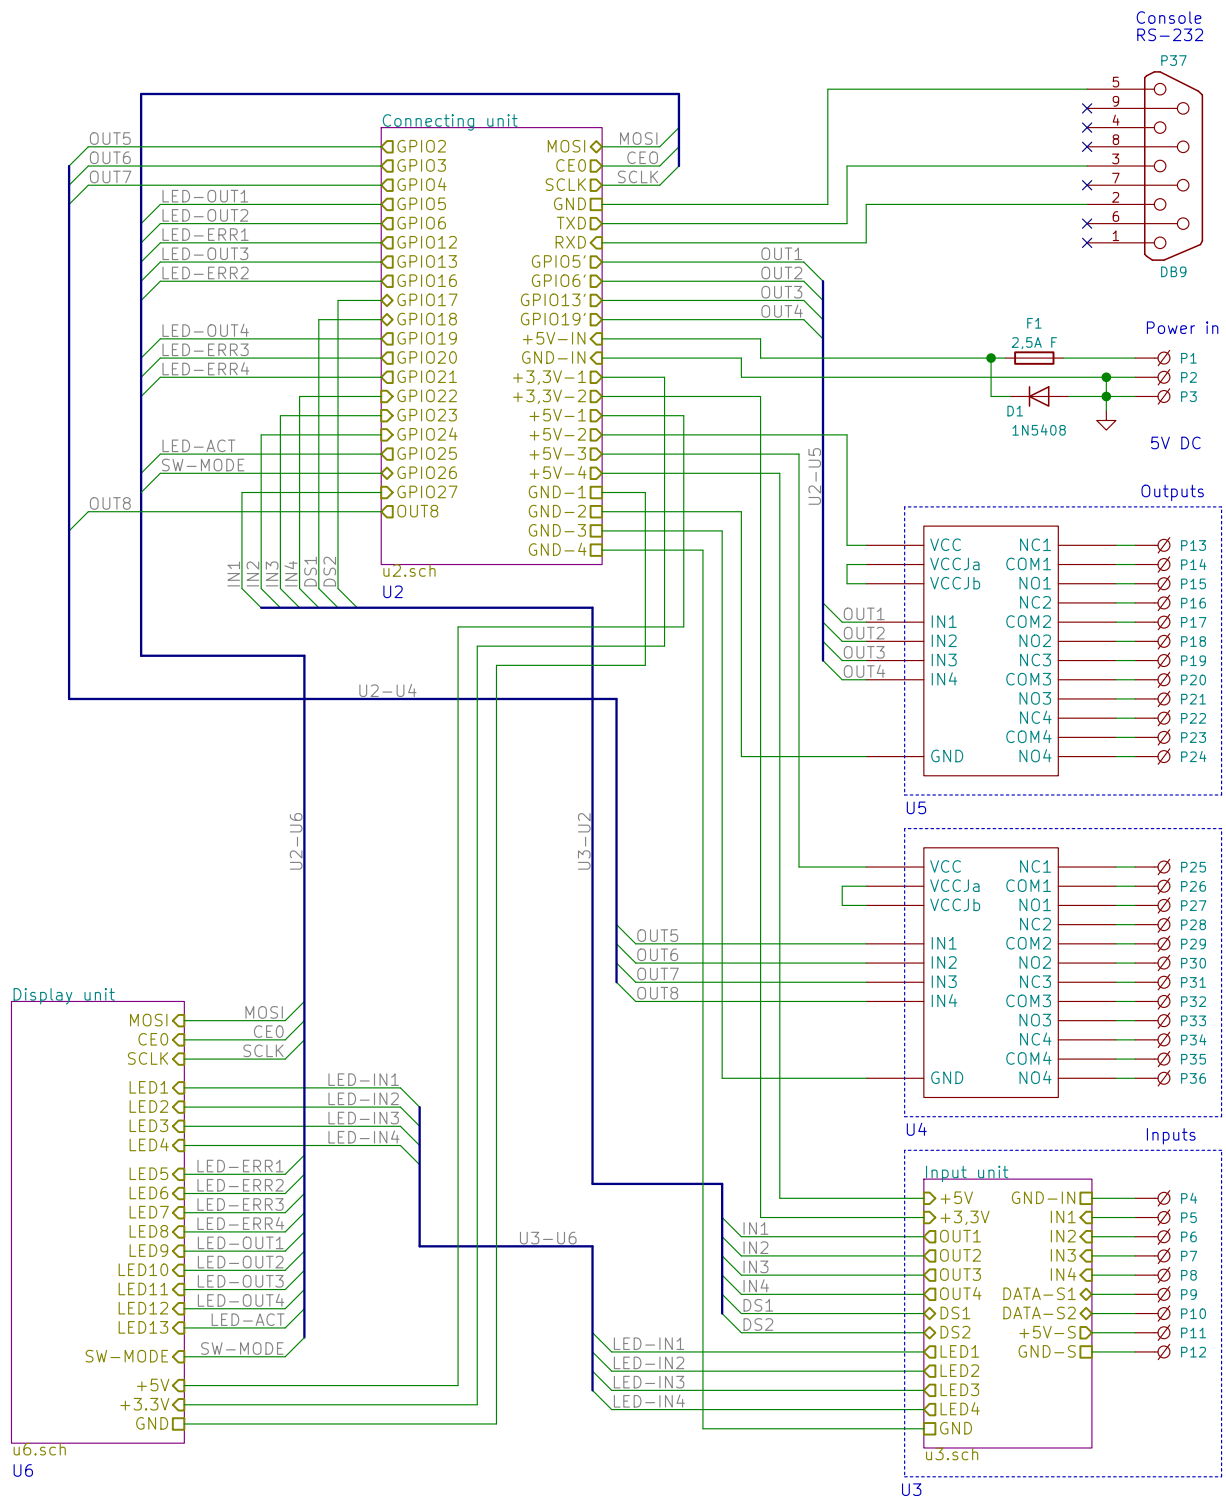 Console
RS-232
P37
5
9
4
8
3
7
2
6
1
DB9
Connecting unit
OUT5
OUT6
OUT7
LED-OUT1
LED-OUT2
LED-ERR1
LED-OUT3
LED-ERR2
LED-OUT4
LED-ERR3
LED-ERR4
LED-ACT
SW-MODE
OUT8
GPIO2
GPIO3
GPIO4
GPIO5
GPIO6
GPIO12
GPIO13
GPIO16
GPIO17
GPIO18
GPIO19
GPIO20
GPIO21
GPIO22
GPIO23
GPIO24
GPIO25
GPIO26
GPIO27
OUT8
MOSI
CE0
SCLK
GND
TXD
RXD
GPIO5'
GPIO6'
GPIO13'
GPIO19'
+5V-IN
GND-IN
+3,3V-1
+3,3V-2
+5V-1
+5V-2
+5V-3
+5V-4
GND-1
GND-2
GND-3
GND-4
MOSI
CEO
SCLK
OUT1
OUT2
OUT3
OUT4
IN1
IN2
IN3
IN4
DS1
DS2
u2.sch
U2
U2-U5
F1
2,5A F
D1
1N5408
Power in
P1
P2
P3
5V DC
Outputs
VCC
VCCJa
VCCJb
IN1
IN2
IN3
IN4
GND
NC1
COM1
NO1
NC2
COM2
NO2
NC3
COM3
NO3
NC4
COM4
NO4
P13
P14
P15
P16
P17
P18
P19
P20
P21
P22
P23
P24
OUT1
OUT2
OUT3
OUT4
U5
U2-U4
U2-U6
U3-U2
VCC
VCCJa
VCCJb
IN1
IN2
IN3
IN4
GND
NC1
COM1
NO1
NC2
COM2
NO2
NC3
COM3
NO3
NC4
COM4
NO4
P25
P26
P27
P28
P29
P30
P31
P32
P33
P34
P35
P36
OUT5
OUT6
OUT7
OUT8
U4
Display unit
MOSI
CE0
SCLK
LED1
LED2
LED3
LED4
LED5
LED6
LED7
LED8
LED9
LED10
LED11
LED12
LED13
SW-MODE
+5V
+3.3V
GND
MOSI
CE0
SCLK
LED-IN1
LED-IN2
LED-IN3
LED-IN4
LED-ERR1
LED-ERR2
LED-ERR3
LED-ERR4
LED-OUT1
LED-OUT2
LED-OUT3
LED-OUT4
LED-ACT
SW-MODE
u6.sch
U6
U3-U6
Inputs
Input unit
IN1
IN2
IN3
IN4
DS1
DS2
LED-IN1
LED-IN2
LED-IN3
LED-IN4
+5V
+3,3V
OUT1
OUT2
OUT3
OUT4
DS1
DS2
LED1
LED2
LED3
LED4
GND
GND-IN
IN1
IN2
IN3
IN4
DATA-S1
DATA-S2
+5V-S
GND-S
P4
P5
P6
P7
P8
P9
P10
P11
P12
u3.sch
U3